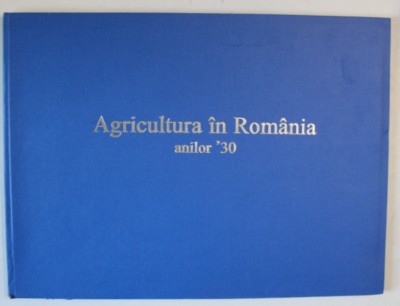 Agricultura în România
anilor '30